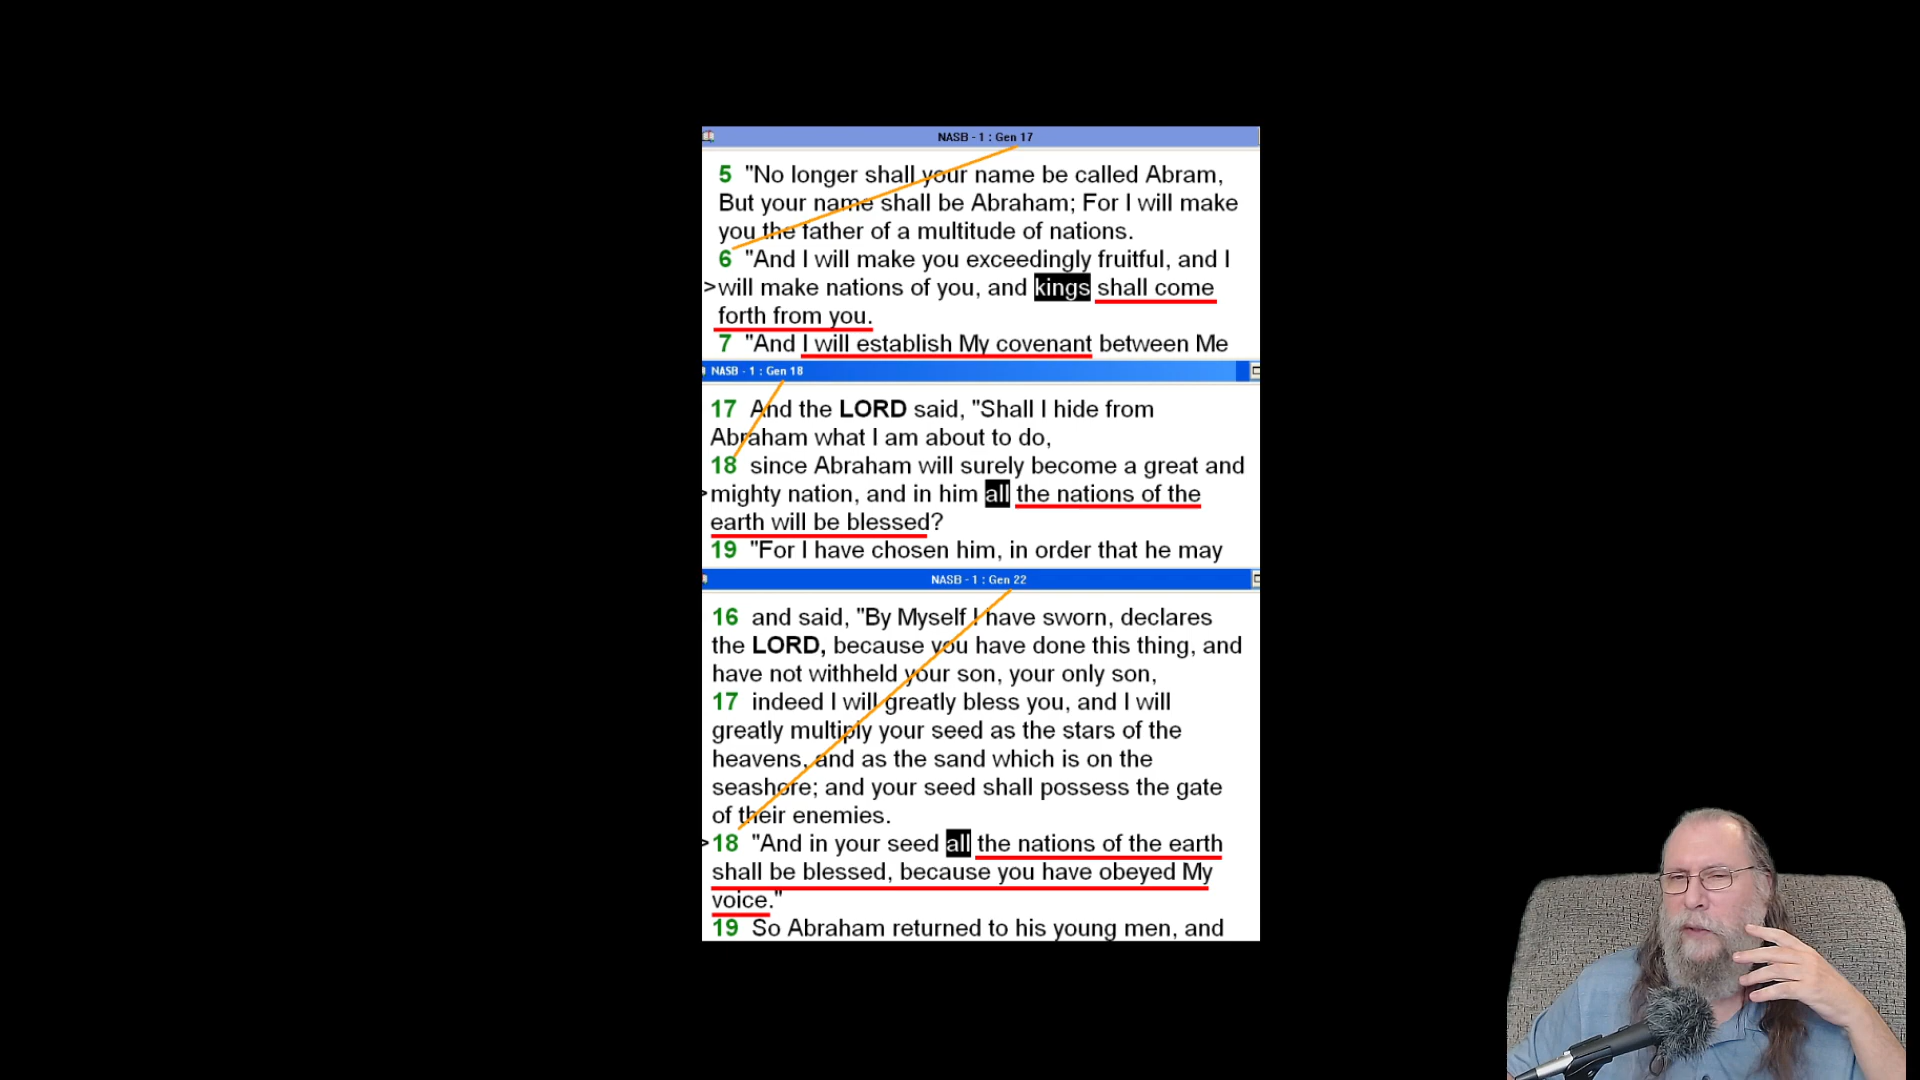 NASB - 1 : Gen 17
5 "No longer shall your name be called Abram,
But your name shall be Abraham; For I will make
you the father of a multitude of nations.
6 "And I will make you exceedingly fruitful, and I
>will make nations of you, and kings shall come
forth from you.
7 "And I will establish My covenant between Me
NASB - 1 : Gen 18
17 And the LORD said, "Shall I hide from
Abraham what I am about to do,
18 since Abraham will surely become a great and
>mighty nation, and in him all the nations of the
earth will be blessed?
19 "For I have chosen him, in order that he may
NASB - 1 : Gen 22
16 and said, "By Myself I have sworn, declares
the LORD, because you have done this thing, and
have not withheld your son, your only son,
17 indeed I will greatly bless you, and I will
greatly multiply your seed as the stars of the
heavens, and as the sand which is on the
seashore; and your seed shall possess the gate
of their enemies.
>18 "And in your seed all the nations of the earth
shall be blessed, because you have obeyed My
voice."
19 So Abraham returned to his young men, and